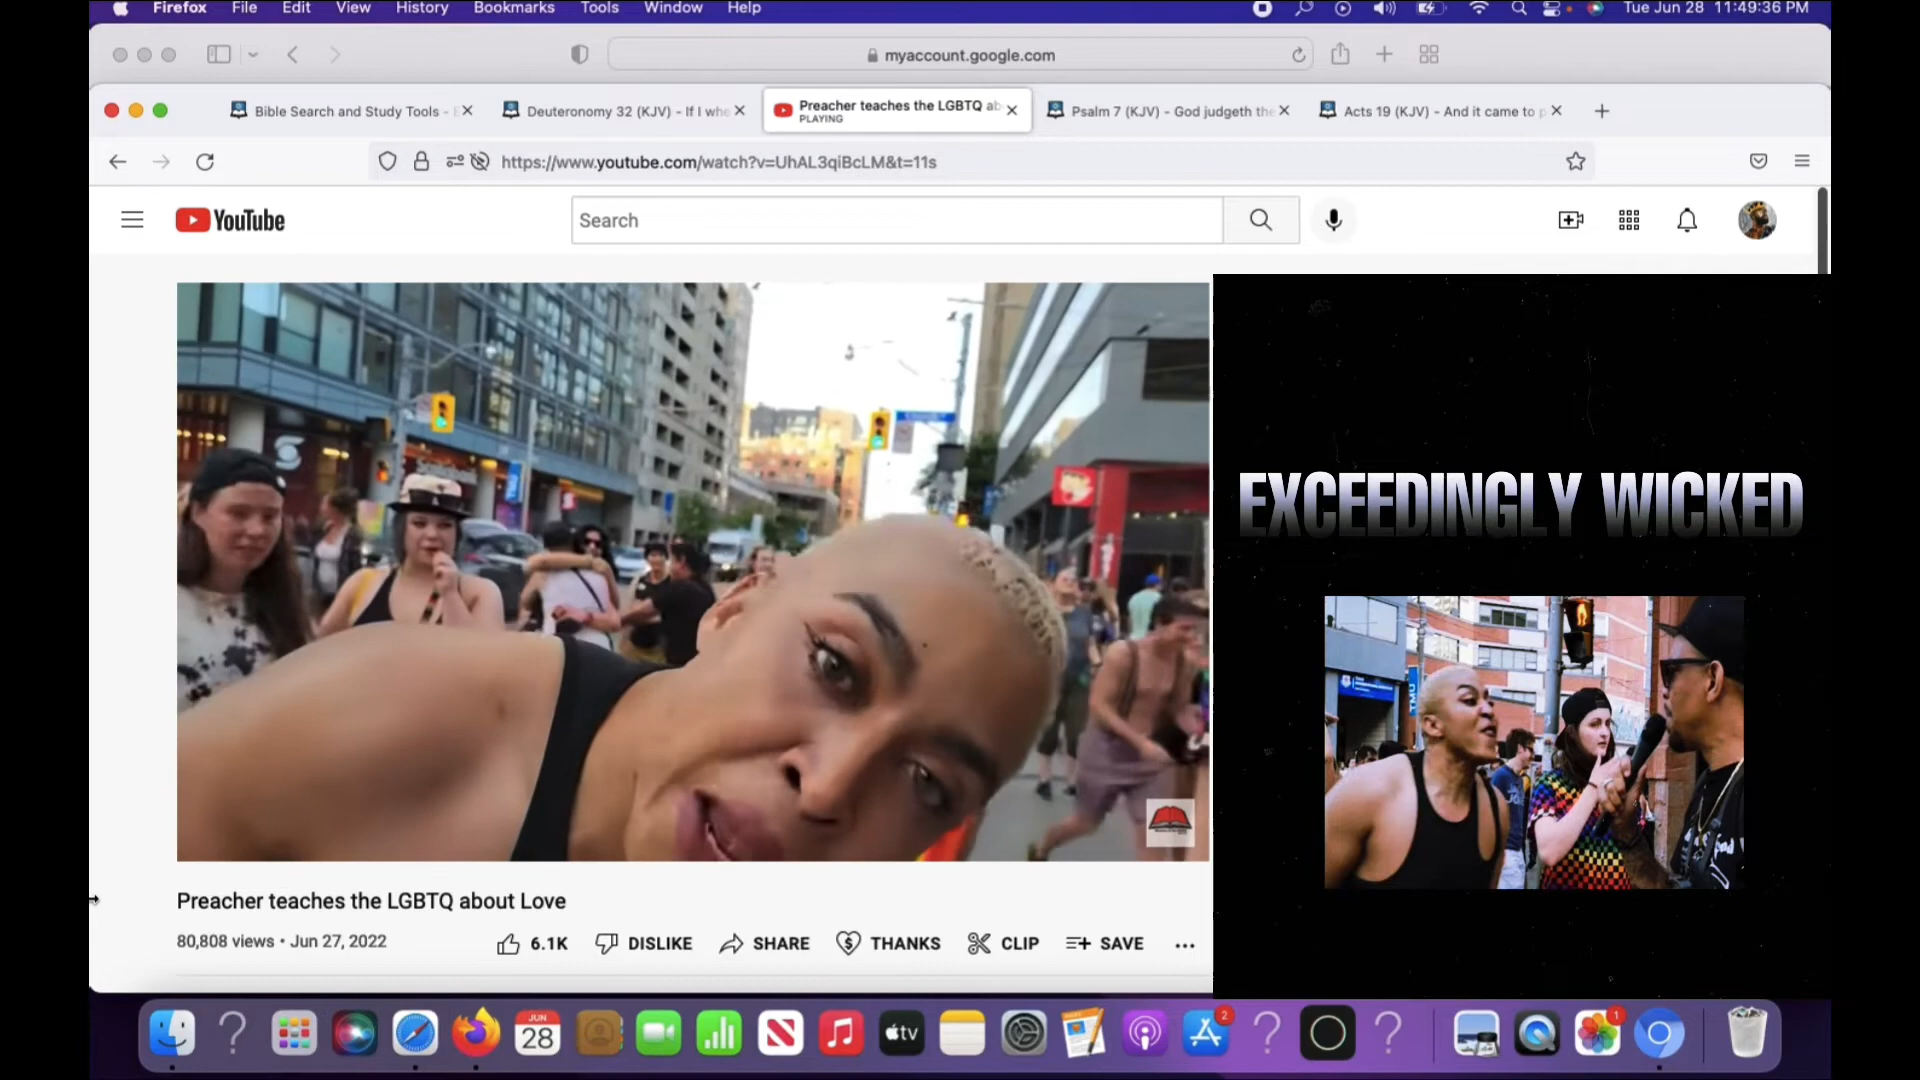 Firefox File Edit View History Bookmarks Tools Window Help Tue Jun 28 11:49:36 PM
myaccount.google.com
Bible Search and Study Tools -
Deuteronomy 32 (KJV) - If I whe
Preacher teaches the LGBTQ ab
PLAYING
Psalm 7 (KJV) - God judgeth the
Acts 19 (KJV) - And it came to p
https://www.youtube.com/watch?v=UhAL3qiBcLM&t=11s
YouTube
Search
EXCEEDINGLY WICKED
TMU
Preacher teaches the LGBTQ about Love
80,808 views • Jun 27, 2022
6.1K DISLIKE SHARE THANKS CLIP SAVE
JUN
28
tv
2
1